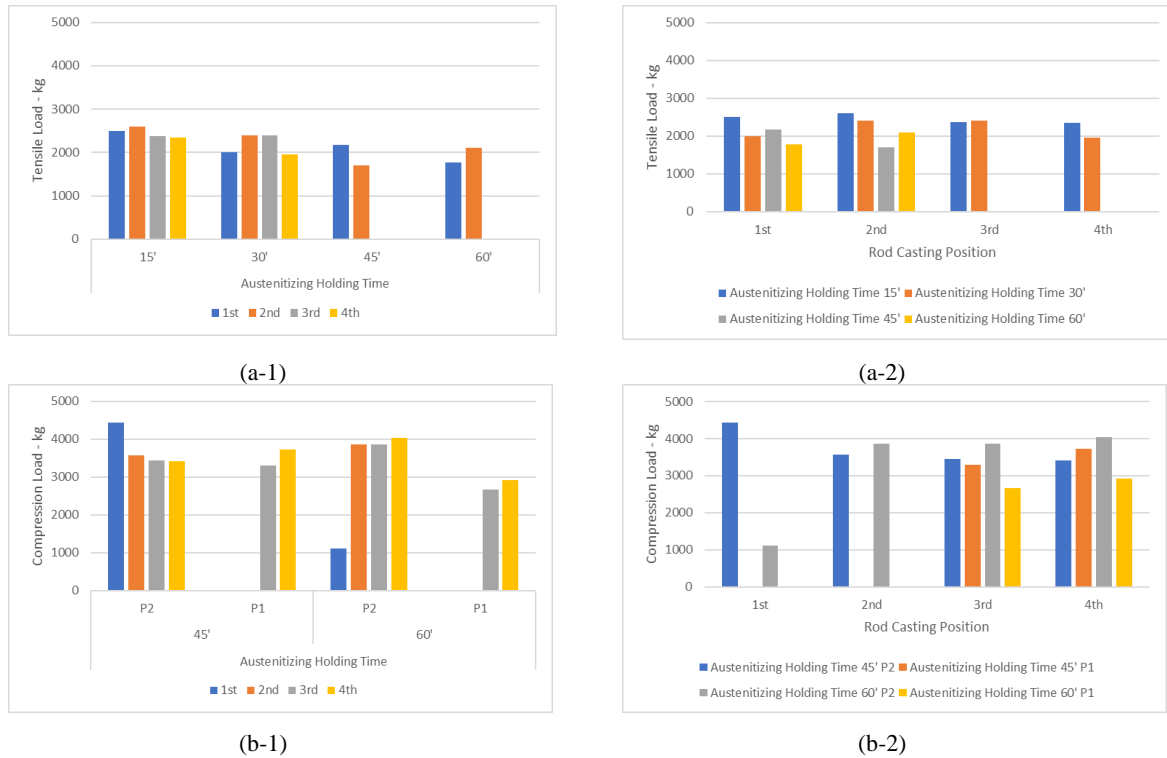 5000
4000
3000
2000
1000
0
Tensile Load - kg
15' 30' 45' 60'
Austenitizing Holding Time
1st 2nd 3rd 4th
(a-1)
5000
4000
3000
2000
1000
0
Tensile Load - kg
1st 2nd 3rd 4th
Rod Casting Position
Austenitizing Holding Time 15' Austenitizing Holding Time 30'
Austenitizing Holding Time 45' Austenitizing Holding Time 60'
(a-2)
5000
4000
3000
2000
1000
0
Compression Load - kg
P2 P1 P2 P1
45' 60'
Austenitizing Holding Time
1st 2nd 3rd 4th
(b-1)
5000
4000
3000
2000
1000
0
Compression Load - kg
1st 2nd 3rd 4th
Rod Casting Position
Austenitizing Holding Time 45' P2 Austenitizing Holding Time 45' P1
Austenitizing Holding Time 60' P2 Austenitizing Holding Time 60' P1
(b-2)